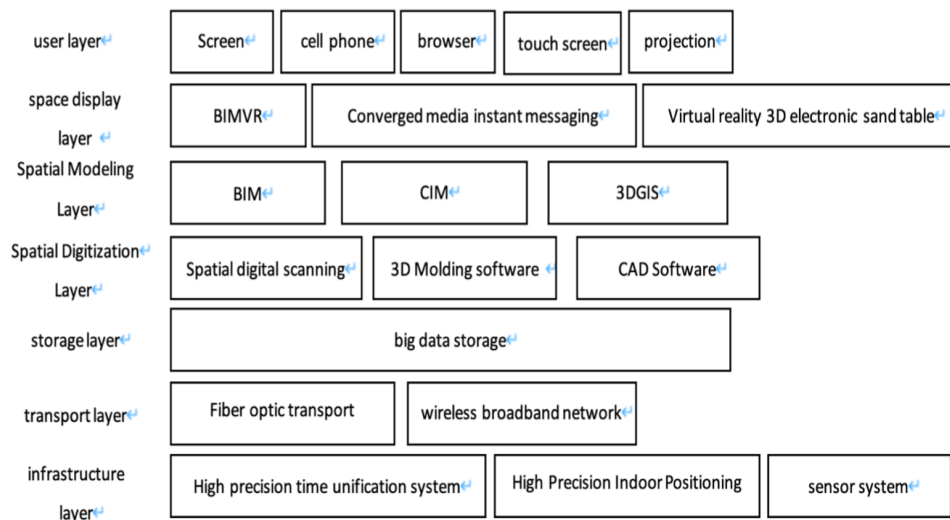 user layer
Screen
cell phone
browser
touch screen
projection
space display
layer
BIMVR
Converged media instant messaging
Virtual reality 3D electronic sand table
Spatial Modeling
Layer
BIM
CIM
3DGIS
Spatial Digitization
Layer
Spatial digital scanning
3D Molding software
CAD Software
storage layer
big data storage
transport layer
Fiber optic transport
wireless broadband network
infrastructure
layer
High precision time unification system
High Precision Indoor Positioning
sensor system